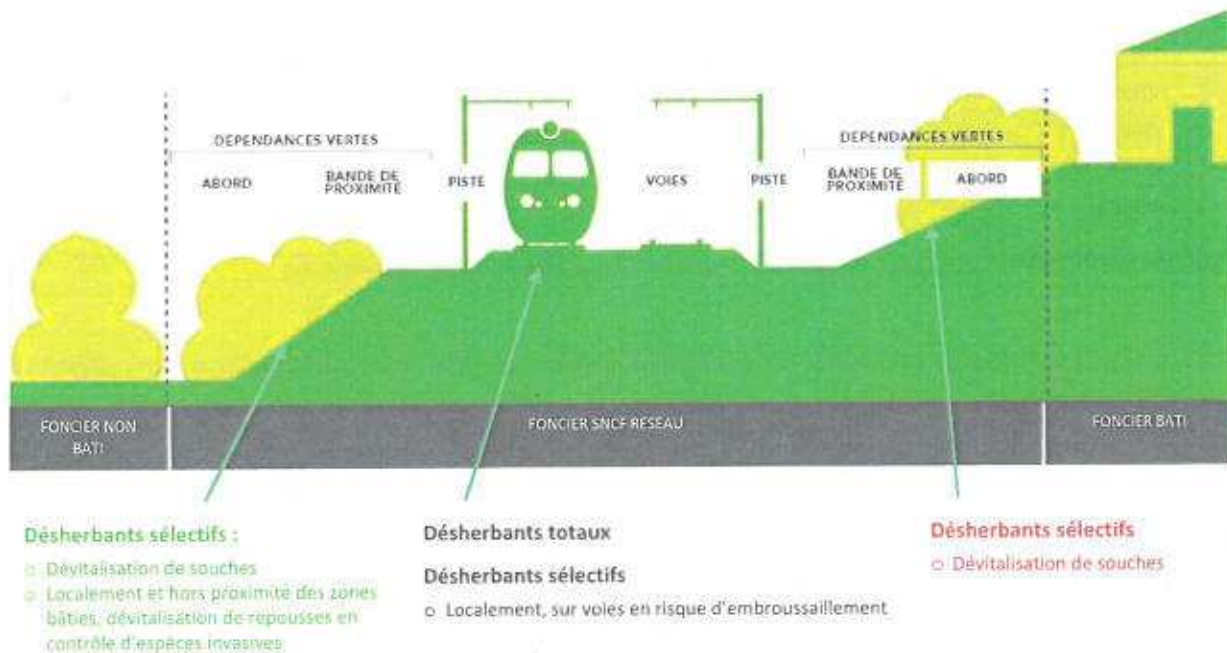 DEPENDANCES VERTES
ABORD
BANDE DE
PROXIMITÉ
PISTE
VOIES
PISTE
DEPENDANCES VERTES
BANDE DE
PROXIMITÉ
ABORD
FONCIER NON
BATI
FONCIER SNCF RESEAU
FONCIER BATI
Désherbants sélectifs :
o Dévitalisation de souches
o Localement et hors proximité des zones
bâties, dévitalisation de repousses en
contrôle d'espèces invasives
Désherbants totaux
Désherbants sélectifs
o Localement, sur voies en risque d'embroussaillement
Désherbants sélectifs
o Dévitalisation de souches